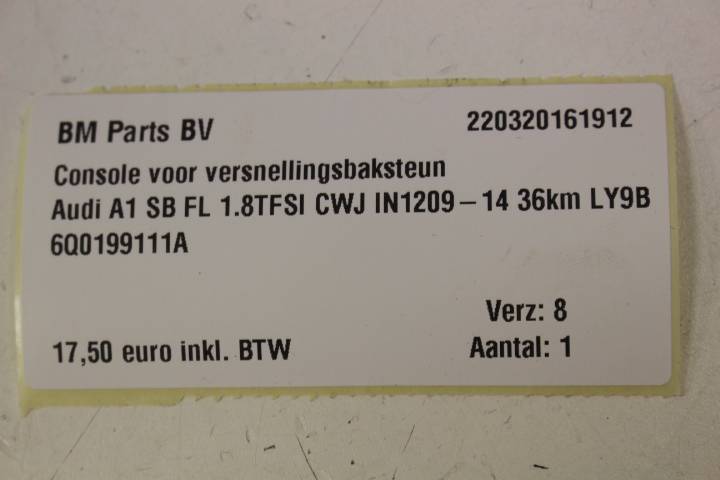 BM Parts BV 220320161912
Console voor versnellingsbaksteun
Audi A1 SB FL 1.8TFSI CWJ IN1209-14 36km LY9B
6Q0199111A
Verz: 8
17,50 euro inkl. BTW Aantal: 1